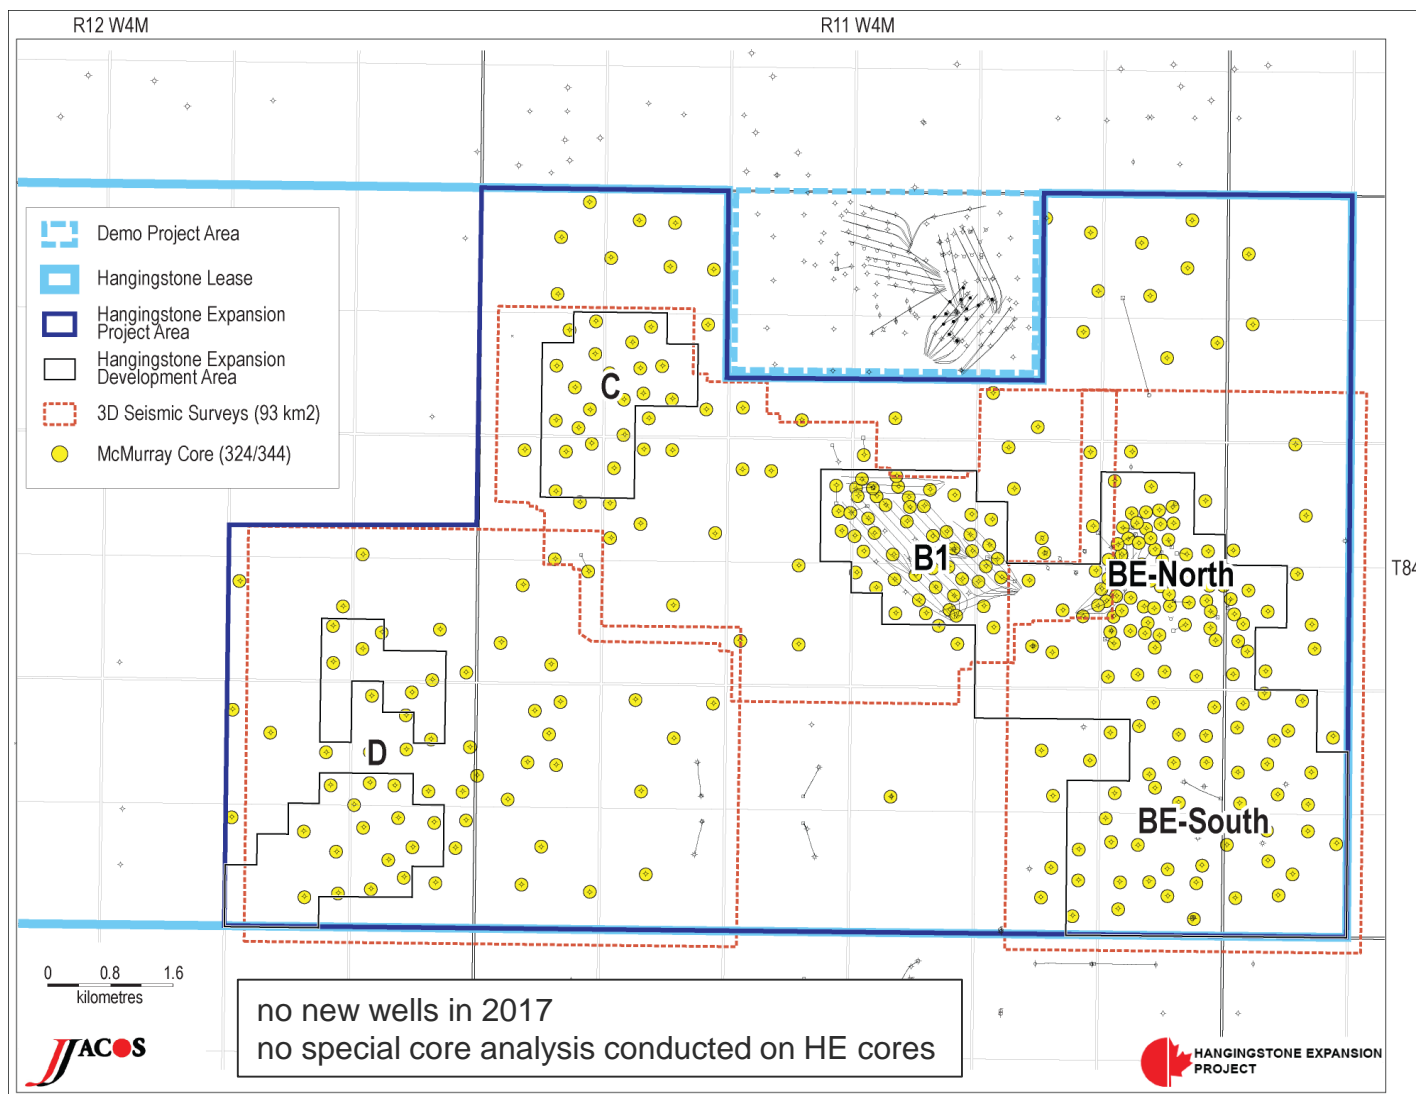 R12 W4M
R11 W4M
Demo Project Area
Hangingstone Lease
Hangingstone Expansion
Project Area
Hangingstone Expansion
Development Area
3D Seismic Surveys (93 km2)
McMurray Core (324/344)
C
B1
BE-North
T84
D
BE-South
0 0.8 1.6
kilometres
no new wells in 2017
no special core analysis conducted on HE cores
JACOS
HANGINGSTONE EXPANSION
PROJECT